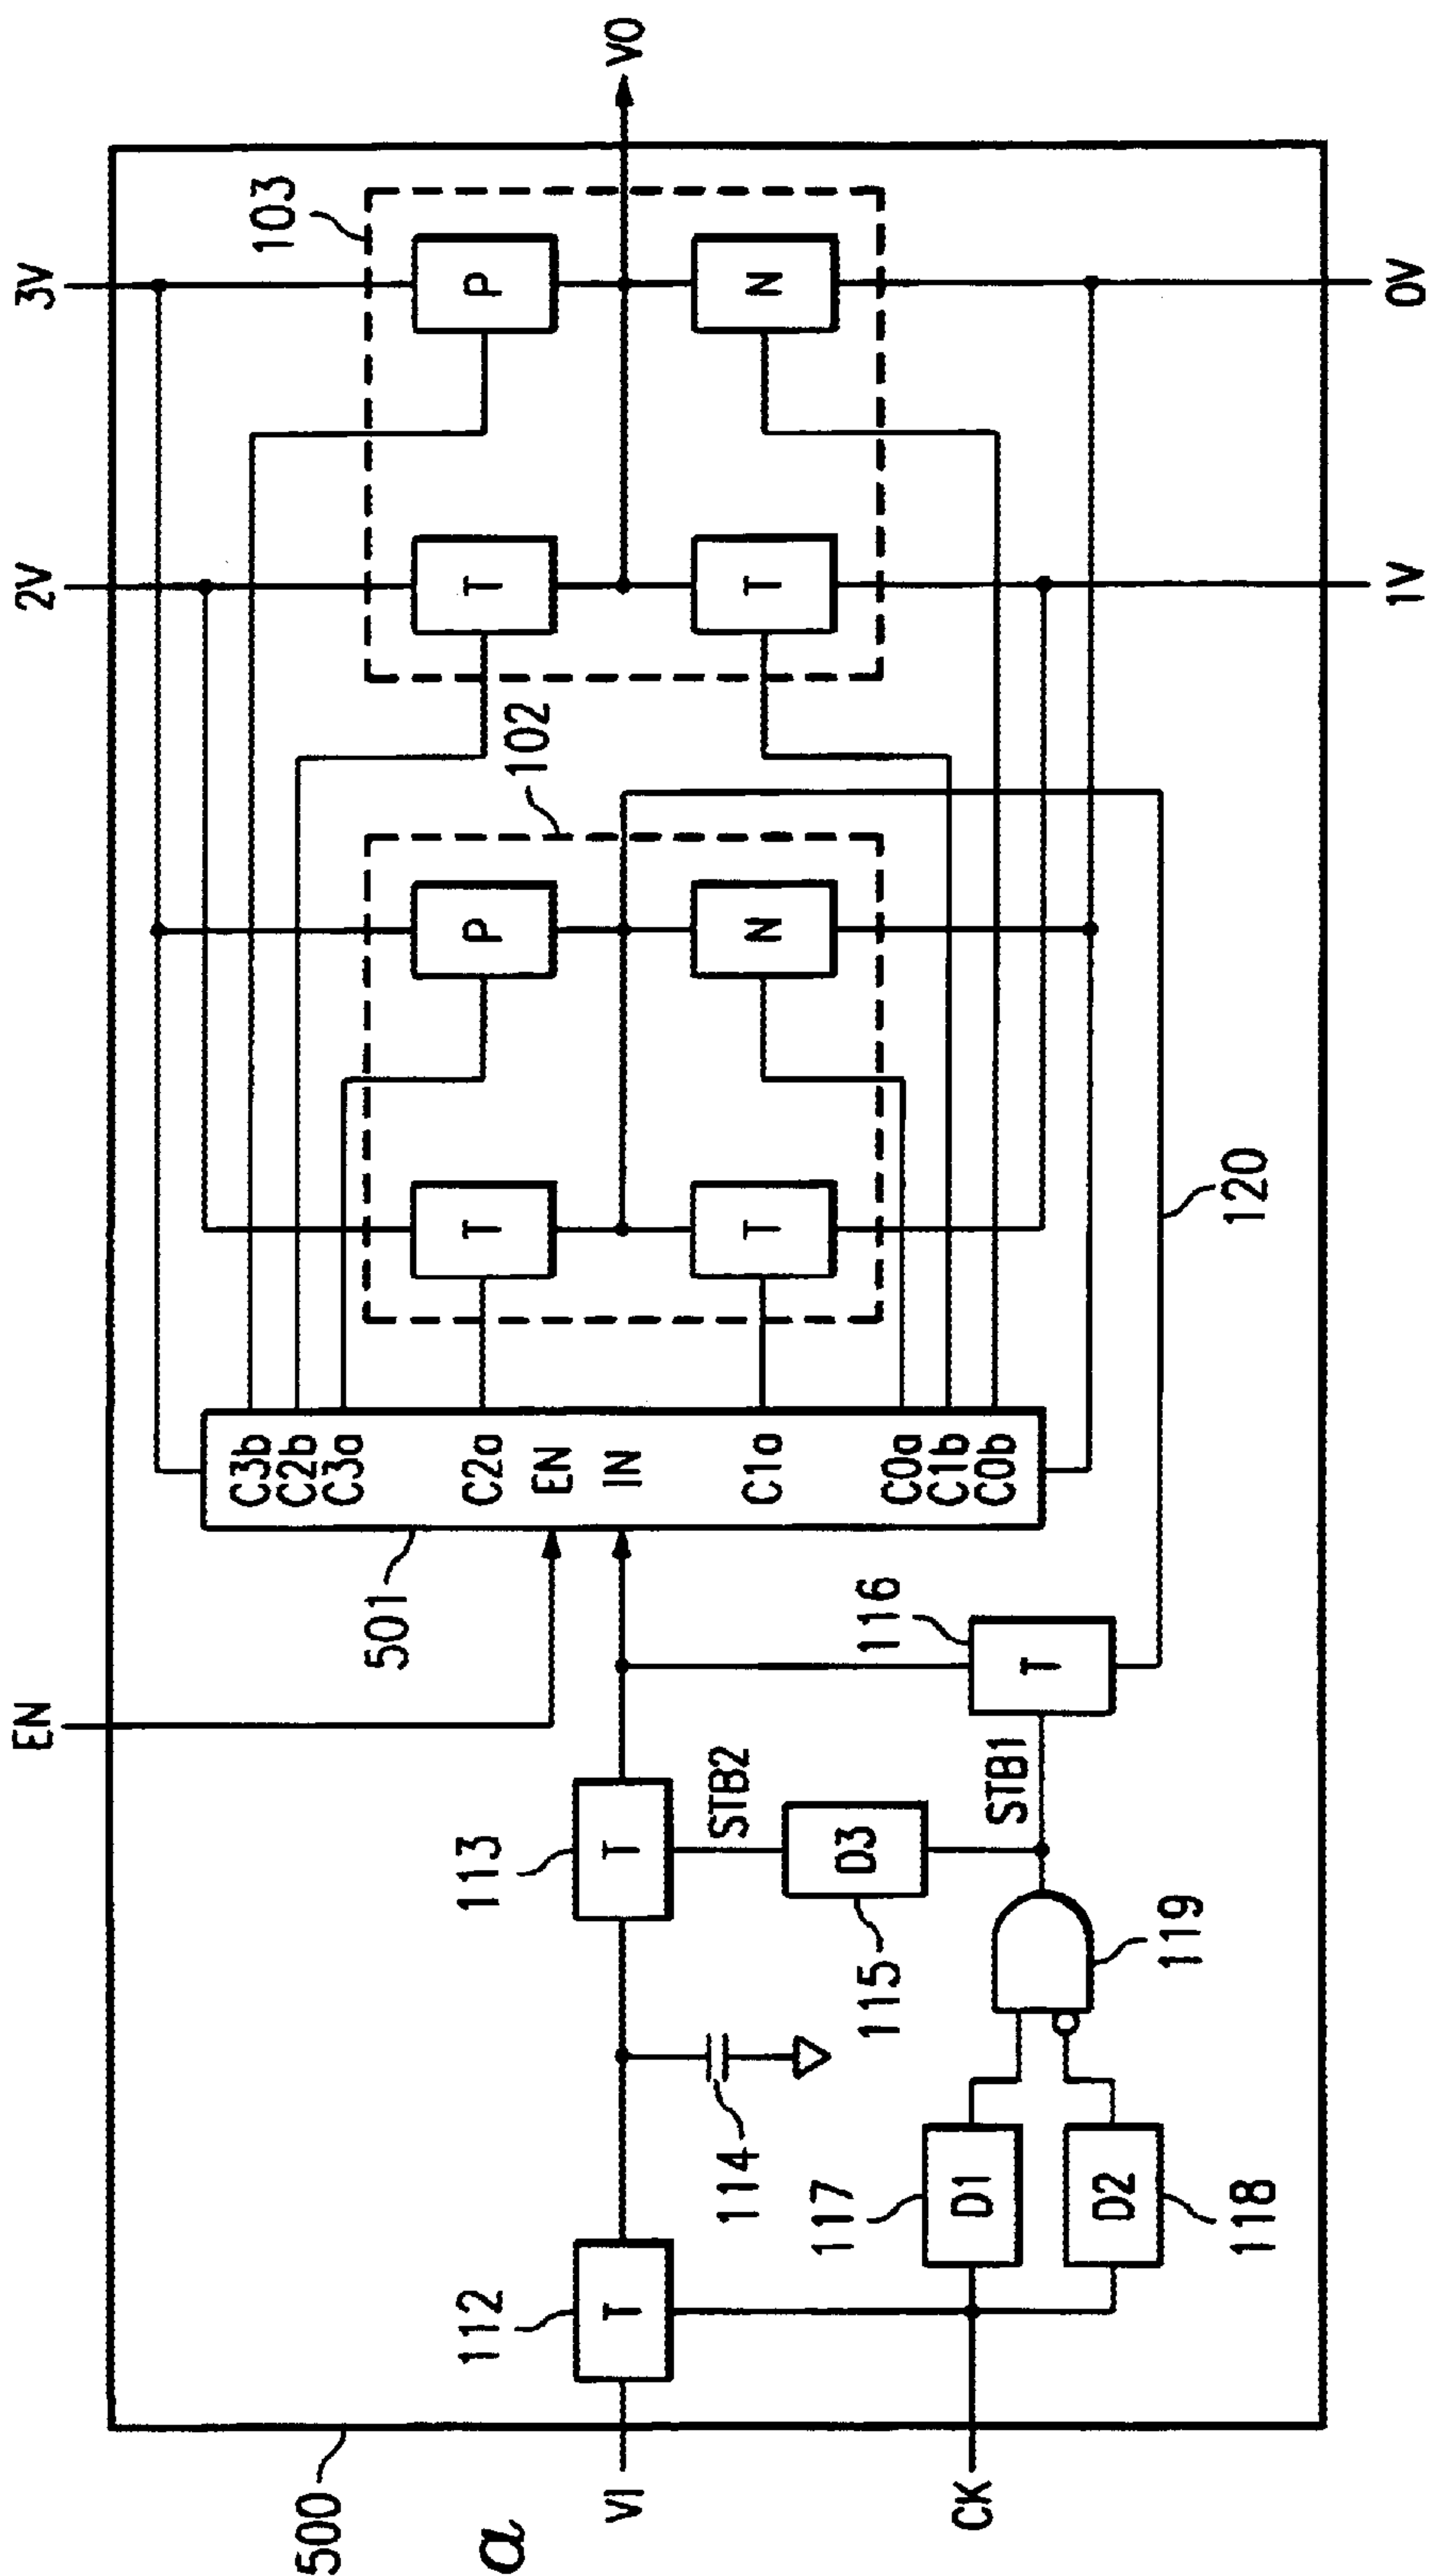 2V
3V
EN
103
P
T
N
T
102
P
T
N
T
VO
1V
0V
C3b
C2b
C3a
C2a
EN
IN
C1a
C0a
C1b
C0b
501
120
116
T
113
T
STB2
D3
115
STB1
119
114
112
T
117
D1
D2
118
VI
CK
500
a